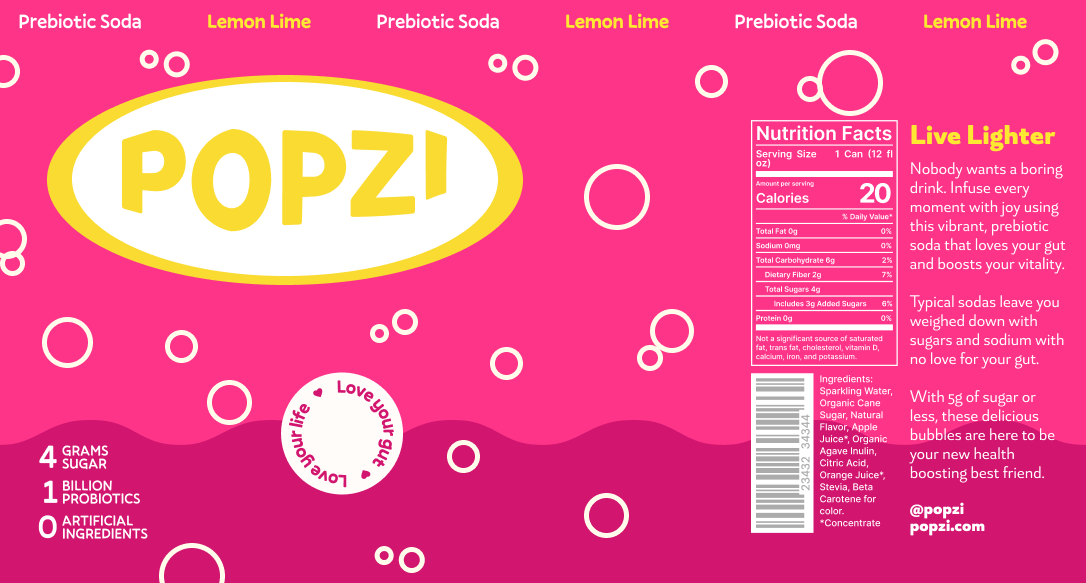 Prebiotic Soda Lemon Lime Prebiotic Soda Lemon Lime Prebiotic Soda Lemon Lime
POPZI
Love your gut ♥ Love your life ♥
4 GRAMS
SUGAR
1 BILLION
PROBIOTICS
0 ARTIFICIAL
INGREDIENTS
Nutrition Facts
Serving Size 1 Can (12 fl
oz)
Amount per serving
Calories 20
% Daily Value*
Total Fat 0g 0%
Sodium 0mg 0%
Total Carbohydrate 6g 2%
Dietary Fiber 2g 7%
Total Sugars 4g
Includes 3g Added Sugars 6%
Protein 0g 0%
Not a significant source of saturated
fat, trans fat, cholesterol, vitamin D,
calcium, iron, and potassium.
23432 34344
Ingredients:
Sparkling Water,
Organic Cane
Sugar, Natural
Flavor, Apple
Juice*, Organic
Agave Inulin,
Citric Acid,
Orange Juice*,
Stevia, Beta
Carotene for
color.
*Concentrate
Live Lighter
Nobody wants a boring
drink. Infuse every
moment with joy using
this vibrant, prebiotic
soda that loves your gut
and boosts your vitality.
Typical sodas leave you
weighed down with
sugars and sodium with
no love for your gut.
With 5g of sugar or
less, these delicious
bubbles are here to be
your new health
boosting best friend.
@popzi
popzi.com